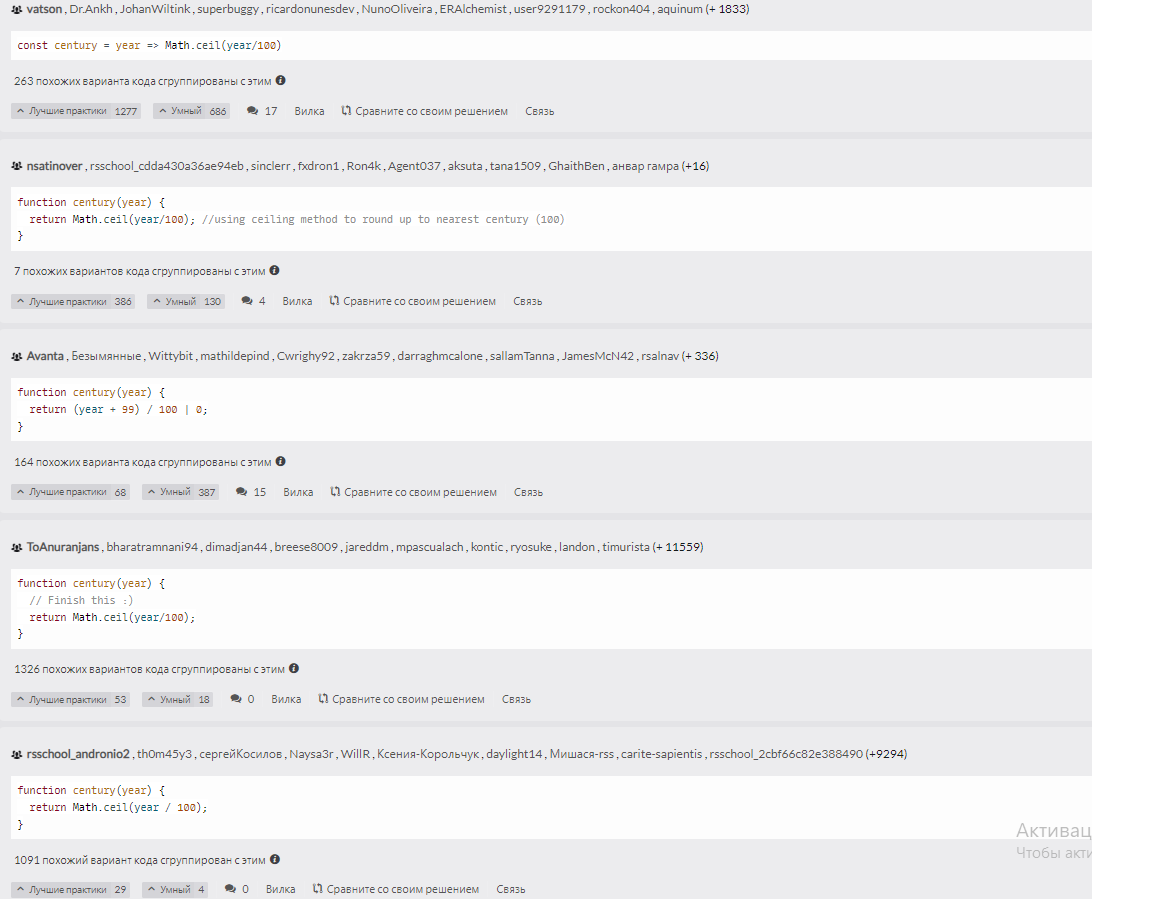 vatson , Dr.Ankh , JohanWiltink , superbuggy , ricardonunesdev , NunoOliveira , ERAlchemist , user9291179 , rockon404 , aquinum (+ 1833)
const century = year => Math.ceil(year/100)
263 похожих варианта кода сгруппированы с этим
Лучшие практики 1277 Умный 686 17 Вилка Сравните со своим решением Связь
nsatinover , rsschool_cdda430a36ae94eb , sinclerr , fxdron1 , Ron4k , Agent037 , aksuta , tana1509 , GhaithBen , анвар гамра (+16)
function century(year) {
return Math.ceil(year/100); //using ceiling method to round up to nearest century (100)
}
7 похожих вариантов кода сгруппированы с этим
Лучшие практики 386 Умный 130 4 Вилка Сравните со своим решением Связь
Avanta , Безымянные , Wittybit , mathildepind , Cwrighy92 , zakrza59 , darraghmcalone , sallamTanna , JamesMcN42 , rsalnav (+ 336)
function century(year) {
return (year + 99) / 100 | 0;
}
164 похожих варианта кода сгруппированы с этим
Лучшие практики 68 Умный 387 15 Вилка Сравните со своим решением Связь
ToAnuranjans , bharatramnani94 , dimadjan44 , breese8009 , jareddm , mpascualach , kontic , ryosuke , landon , timurista (+ 11559)
function century(year) {
// Finish this :)
return Math.ceil(year/100);
}
1326 похожих вариантов кода сгруппированы с этим
Лучшие практики 53 Умный 18 0 Вилка Сравните со своим решением Связь
rsschool_andronio2 , th0m45y3 , сергейКосилов , Naysa3r , WillR , Ксения-Корольчук , daylight14 , Мишася-rss , carite-sapientis , rsschool_2cbf66c82e388490 (+9294)
function century(year) {
return Math.ceil(year / 100);
}
Активац
Чтобы акти
1091 похожий вариант кода сгруппирован с этим
Лучшие практики 29 Умный 4 0 Вилка Сравните со своим решением Связь